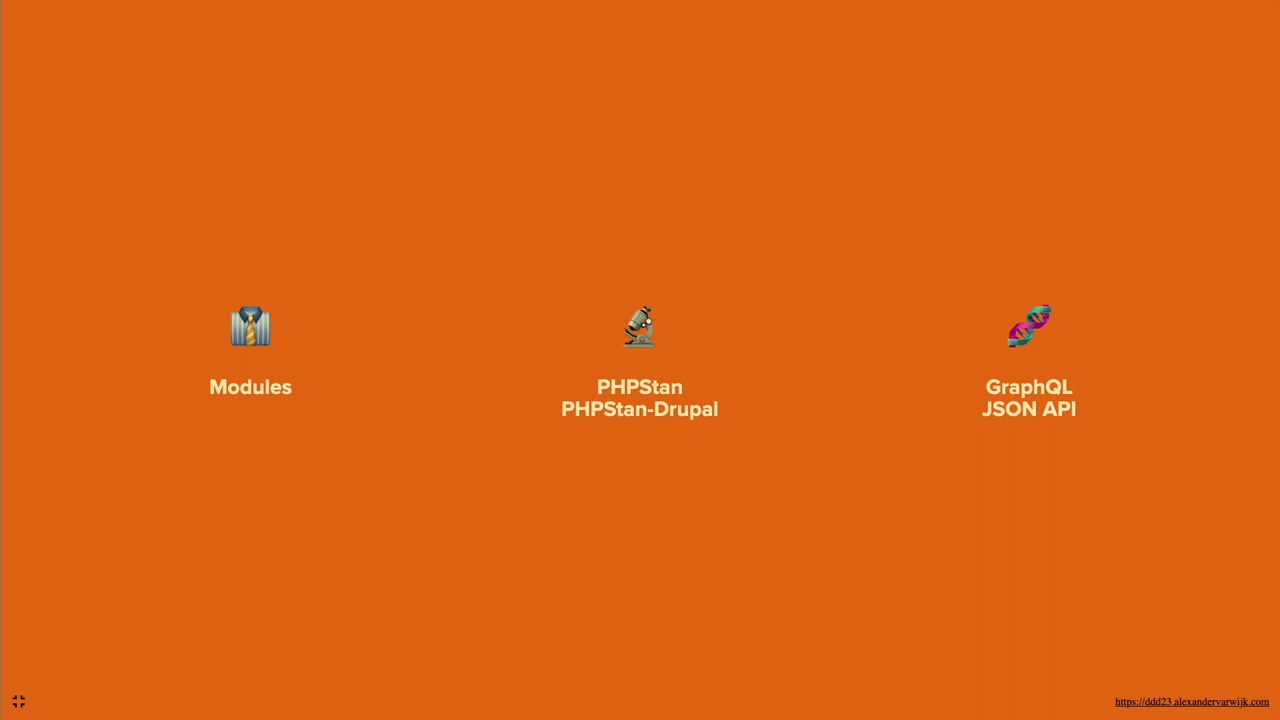 Modules
PHPStan
PHPStan-Drupal
GraphQL
JSON API
https://ddd23.alexandervarwijk.com